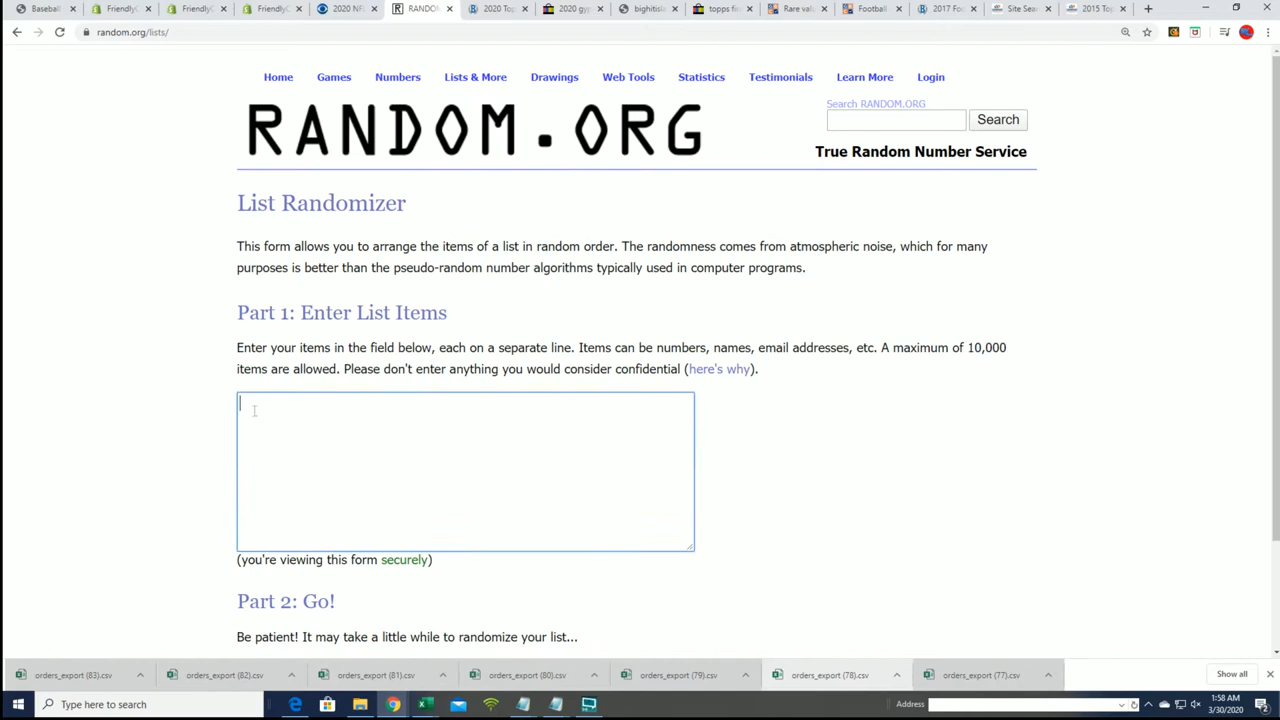 Baseball
FriendlyC
FriendlyC
FriendlyC
2020 NFL
RANDOM
2020 Top
2020 gyp
bighitisk
topps fin
Rare valu
Football
2017 Foo
Site Sear
2015 Top
random.org/lists/
Home Games Numbers Lists & More Drawings Web Tools Statistics Testimonials Learn More Login
RANDOM.ORG
Search RANDOM.ORG
Search
True Random Number Service
List Randomizer
This form allows you to arrange the items of a list in random order. The randomness comes from atmospheric noise, which for many
purposes is better than the pseudo-random number algorithms typically used in computer programs.
Part 1: Enter List Items
Enter your items in the field below, each on a separate line. Items can be numbers, names, email addresses, etc. A maximum of 10,000
items are allowed. Please don't enter anything you would consider confidential (here's why).
(you're viewing this form securely)
Part 2: Go!
Be patient! It may take a little while to randomize your list...
orders_export (83).csv orders_export (82).csv orders_export (81).csv orders_export (80).csv orders_export (79).csv orders_export (78).csv orders_export (77).csv Show all
Type here to search
Address
1:58 AM
3/30/2020